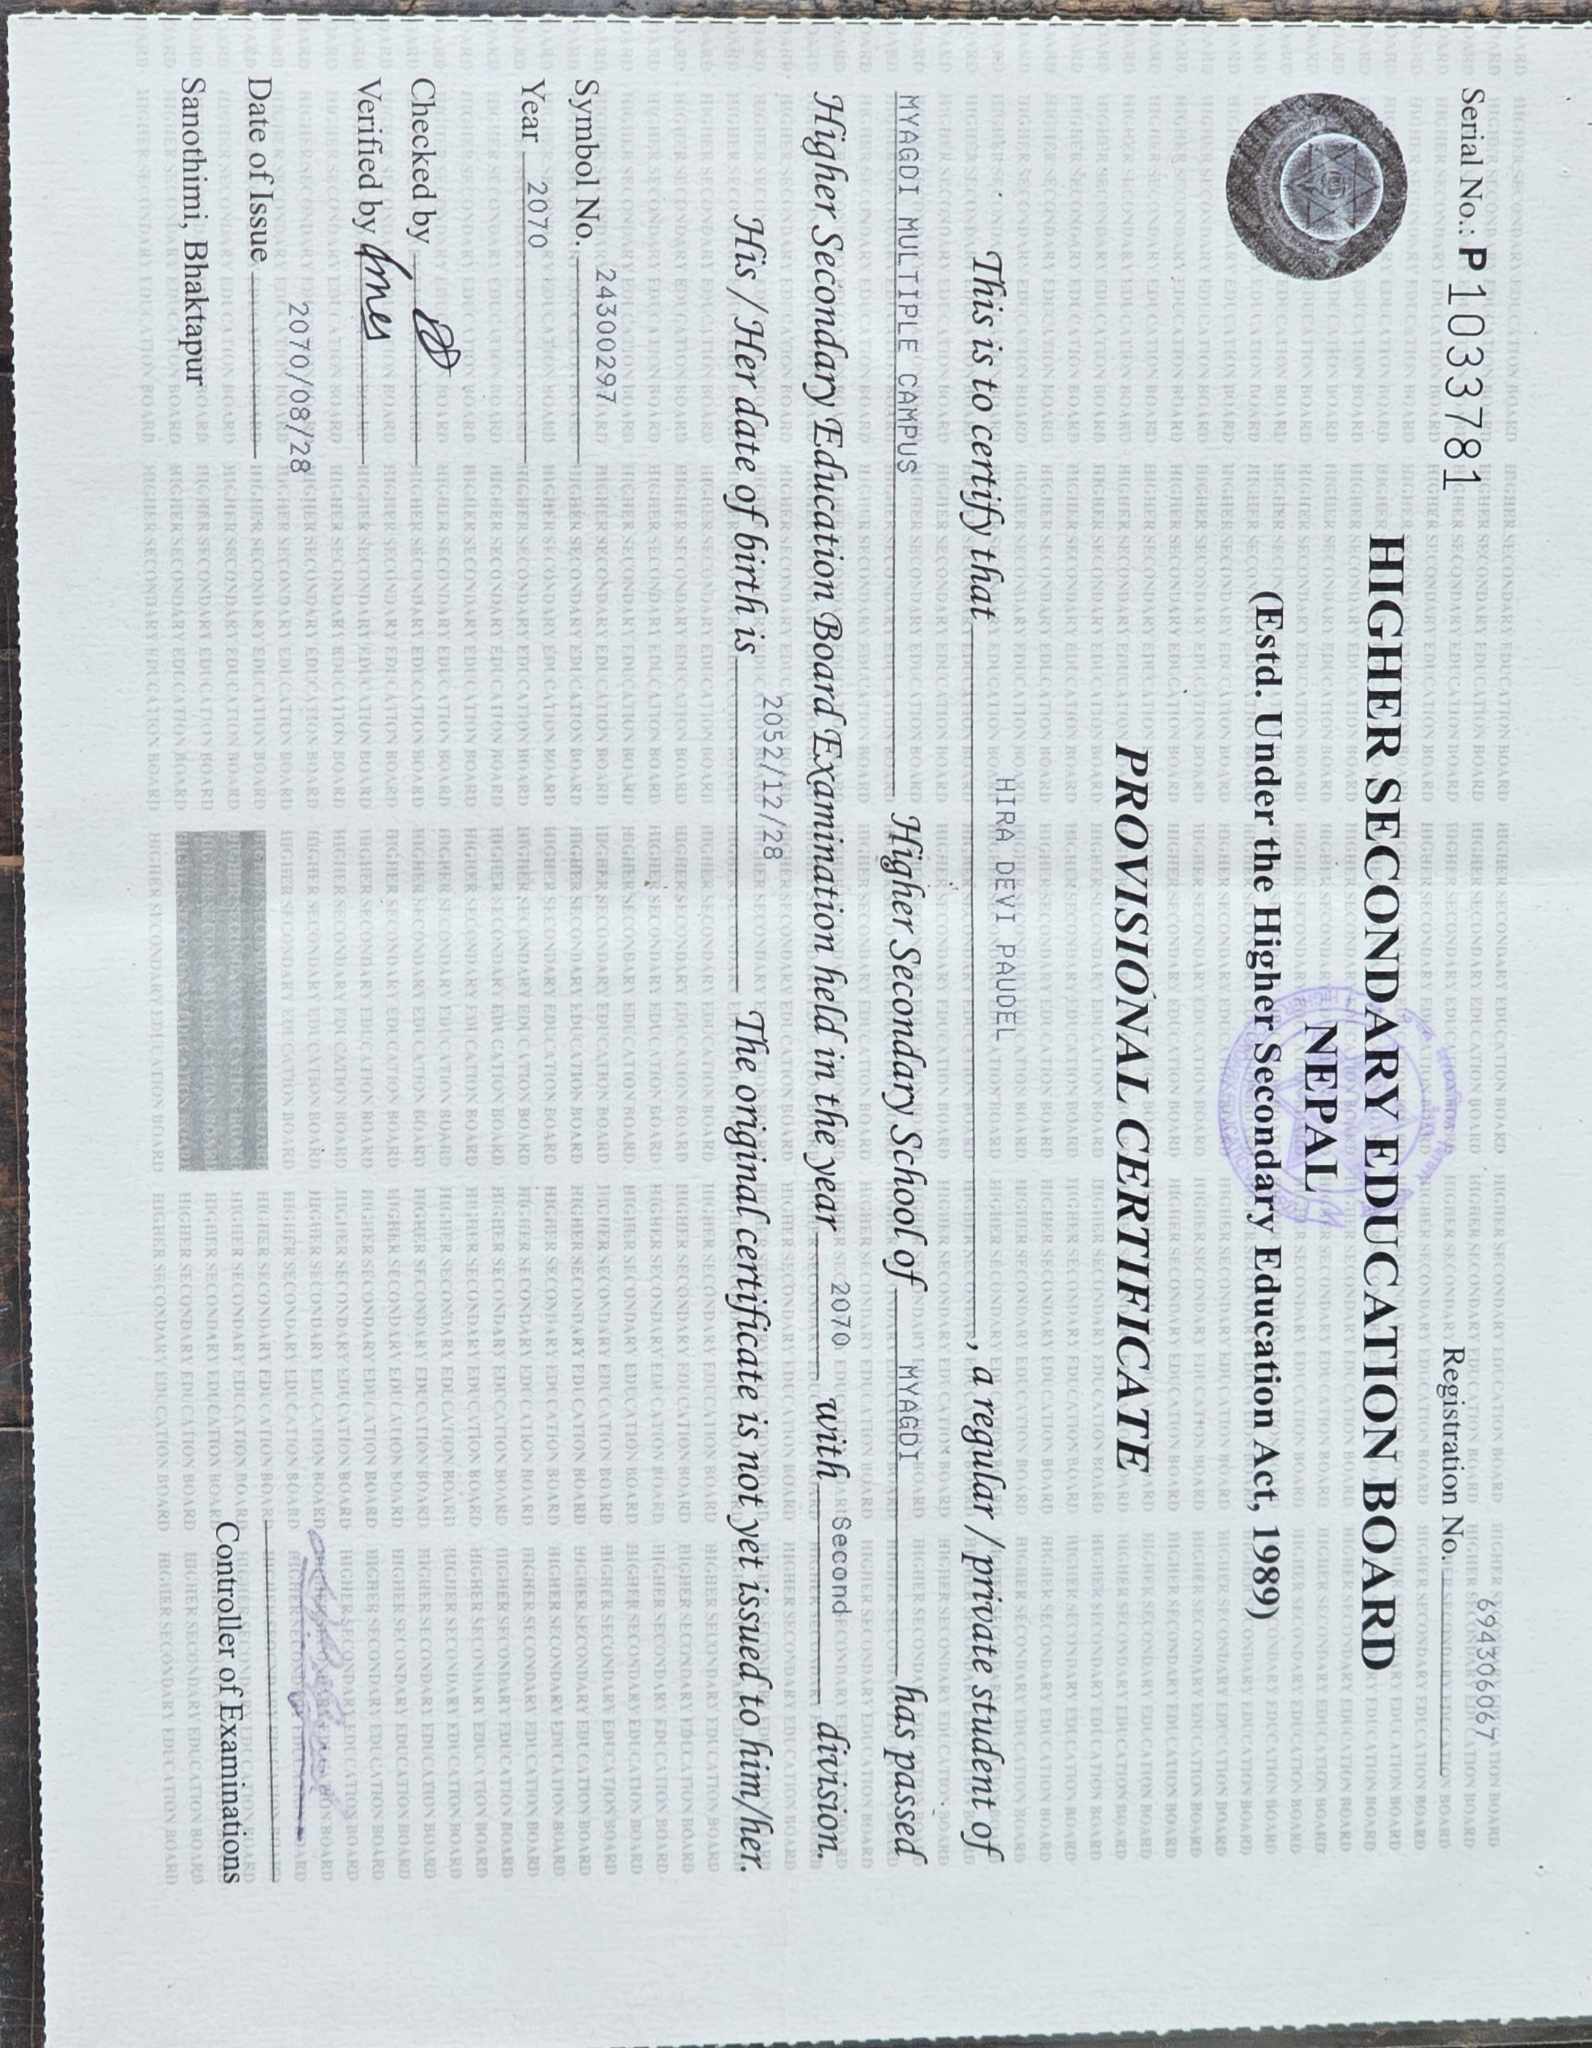 Serial No.: P1033781
Registration No. 694306067
HIGHER SECONDARY EDUCATION BOARD
NEPAL
(Estd. Under the Higher Secondary Education Act, 1989)
PROVISIONAL CERTIFICATE
This is to certify that HIRA DEVI PAUDEL, a regular / private student of
MYAGDI MULTIPLE CAMPUS Higher Secondary School of MYAGDI has passed
Higher Secondary Education Board Examination held in the year 2070 with Second division.
His / Her date of birth is 2052/12/28 The original certificate is not yet issued to him/her.
Symbol No. 24300297
Year 2070
Checked by
Verified by
Date of Issue 2070/08/28
Sanothimi, Bhaktapur
Controller of Examinations